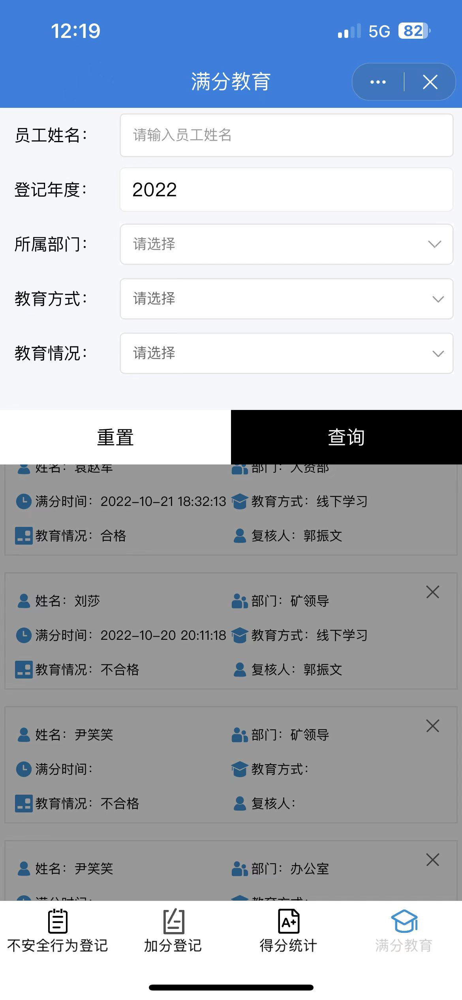 12:19 5G 82
满分教育
员工姓名： 请输入员工姓名
登记年度： 2022
所属部门： 请选择
教育方式： 请选择
教育情况： 请选择
重置 查询
姓名：袁赵军 部门：人资部
满分时间：2022-10-21 18:32:13 教育方式：线下学习
教育情况：合格 复核人：郭振文
姓名：刘莎 部门：矿领导
满分时间：2022-10-20 20:11:18 教育方式：线下学习
教育情况：不合格 复核人：郭振文
姓名：尹笑笑 部门：矿领导
满分时间： 教育方式：
教育情况：不合格 复核人：
姓名：尹笑笑 部门：办公室
满分时间： 教育方式：
A+
不安全行为登记 加分登记 得分统计 满分教育